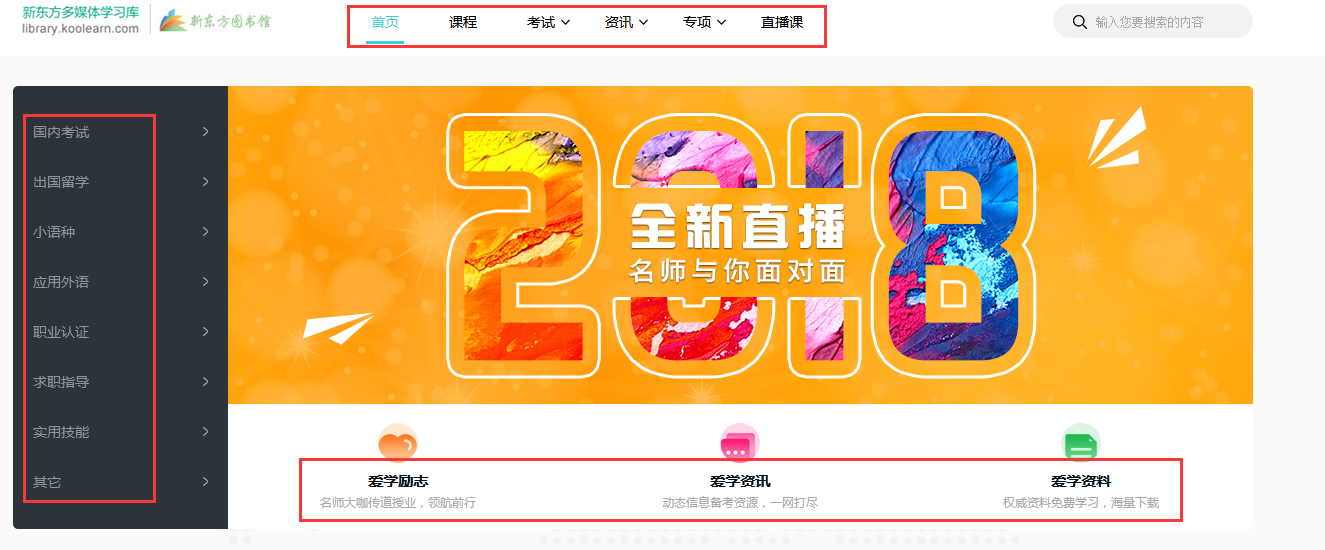 新东方多媒体学习库
library.koolearn.com
新东方图书馆
首页 课程 考试 资讯 专项 直播课
输入您要搜索的内容
国内考试
出国留学
小语种
应用外语
职业认证
求职指导
实用技能
其它
2018
全新直播
名师与你面对面
爱学励志
名师大咖传道授业，领航前行
爱学资讯
动态信息备考资源，一网打尽
爱学资料
权威资料免费学习，海量下载